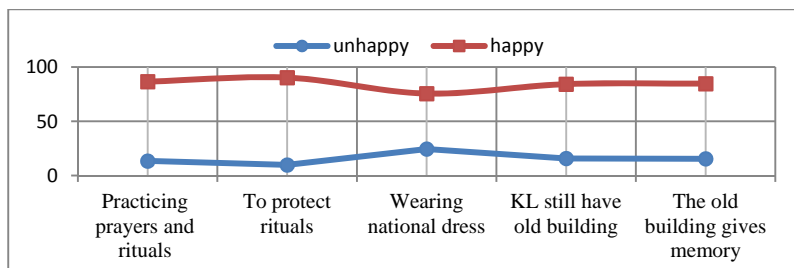 unhappy happy
100
50
0
Practicing prayers and rituals
To protect rituals
Wearing national dress
KL still have old building
The old building gives memory